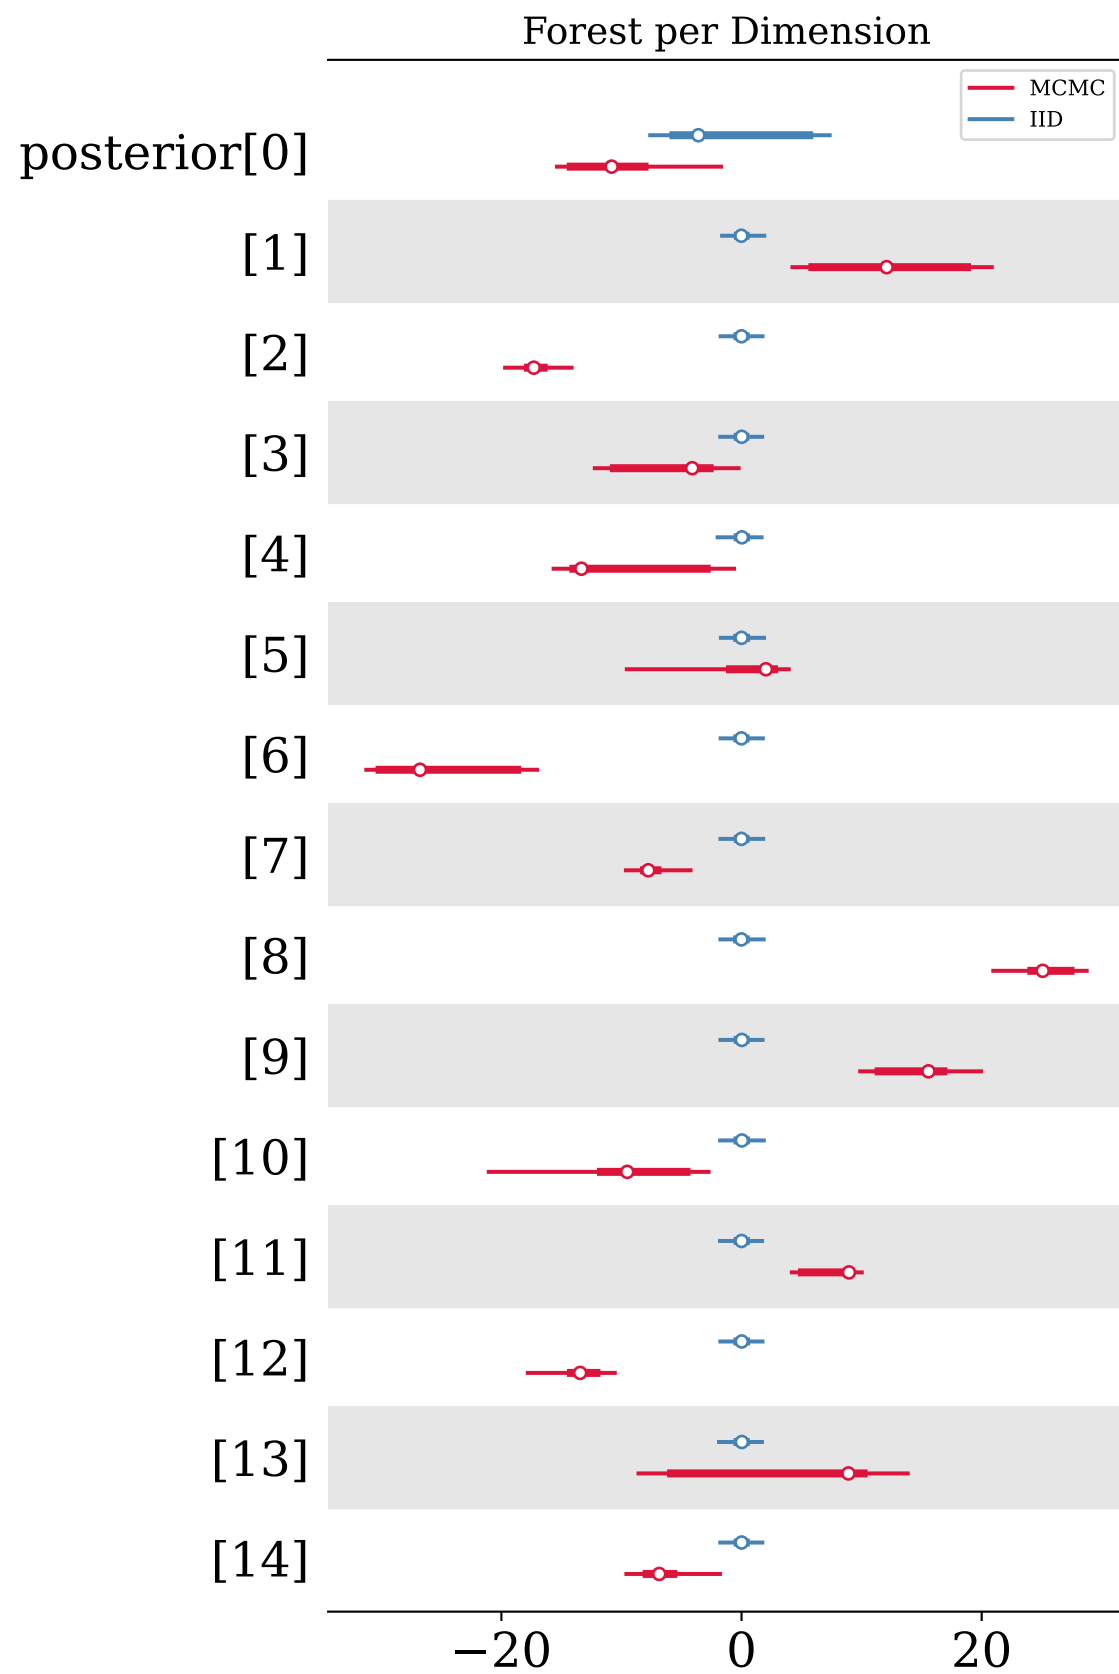 Forest per Dimension
MCMC
IID
posterior[0]
[1]
[2]
[3]
[4]
[5]
[6]
[7]
[8]
[9]
[10]
[11]
[12]
[13]
[14]
−20 0 20